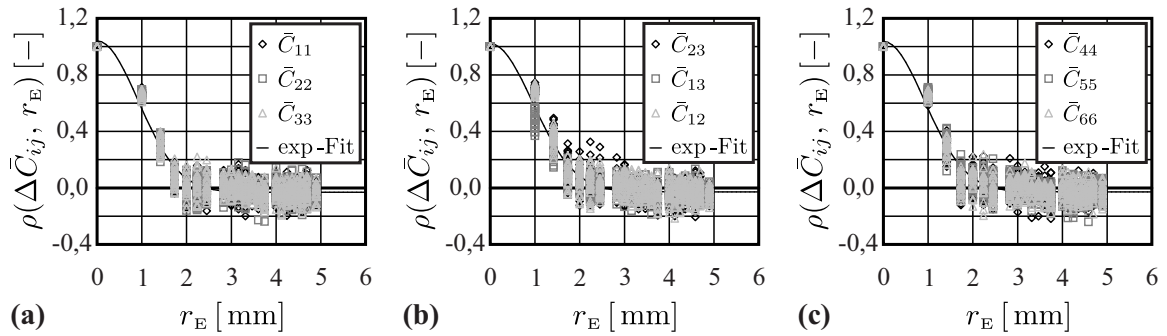 1,2
0,8
0,4
0,0
-0,4
ρ(ΔC̄ij, rE) [−]
C̄11
C̄22
C̄33
exp-Fit
0 1 2 3 4 5 6
(a) rE [mm]
1,2
0,8
0,4
0,0
-0,4
ρ(ΔC̄ij, rE) [−]
C̄23
C̄13
C̄12
exp-Fit
0 1 2 3 4 5 6
(b) rE [mm]
1,2
0,8
0,4
0,0
-0,4
ρ(ΔC̄ij, rE) [−]
C̄44
C̄55
C̄66
exp-Fit
0 1 2 3 4 5 6
(c) rE [mm]